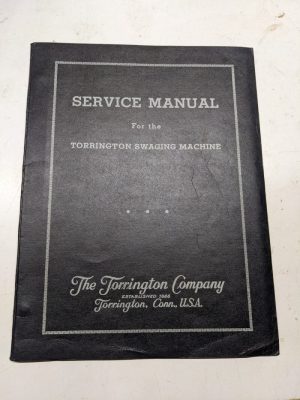 SERVICE MANUAL
For the
TORRINGTON SWAGING MACHINE
The Torrington Company
ESTABLISHED 1866
Torrington, Conn., U.S.A.